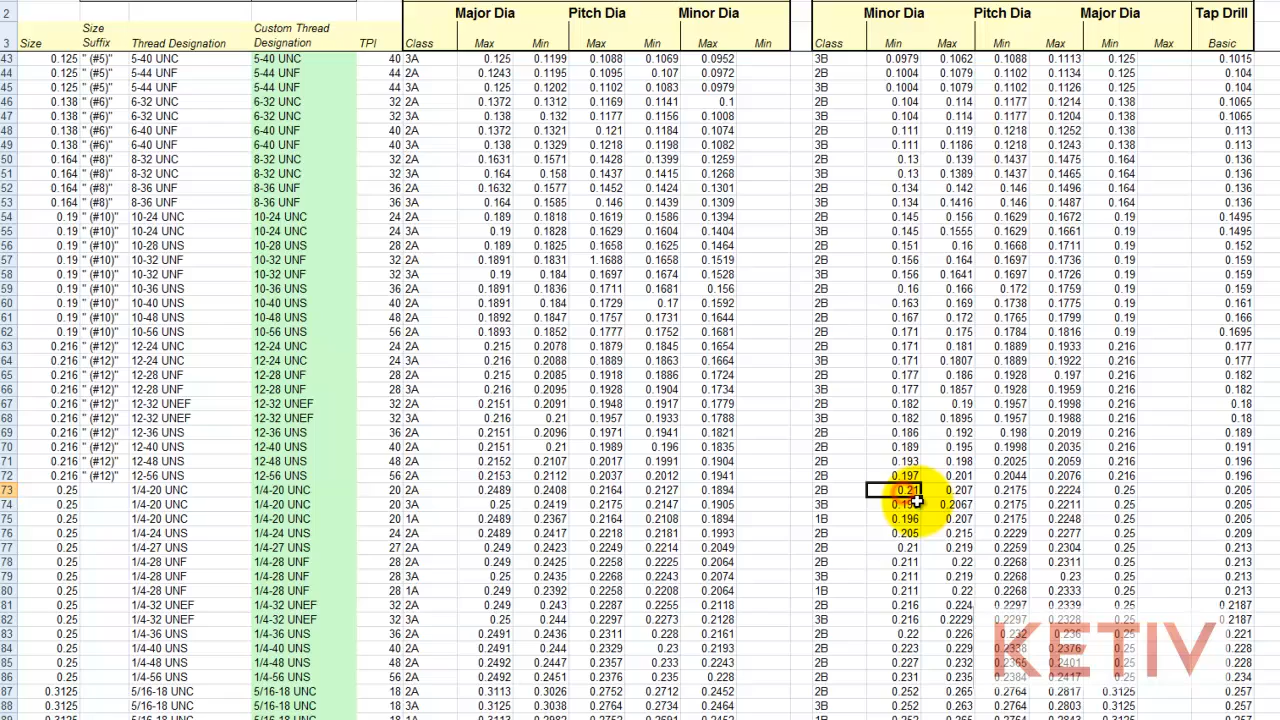 2 Major Dia Pitch Dia Minor Dia Minor Dia Pitch Dia Major Dia Tap Drill
Size Custom Thread
3 Size Suffix Thread Designation Designation TPI Class Max Min Max Min Max Min Class Min Max Min Max Min Max Basic
43 0.125 " (#5)" 5-40 UNC 5-40 UNC 40 3A 0.125 0.1199 0.1088 0.1069 0.0952 3B 0.0979 0.1062 0.1088 0.1113 0.125 0.1015
44 0.125 " (#5)" 5-44 UNF 5-44 UNF 44 2A 0.1243 0.1195 0.1095 0.107 0.0972 2B 0.1004 0.1079 0.1102 0.1134 0.125 0.104
45 0.125 " (#5)" 5-44 UNF 5-44 UNF 44 3A 0.125 0.1202 0.1102 0.1083 0.0979 3B 0.1004 0.1079 0.1102 0.1126 0.125 0.104
46 0.138 " (#6)" 6-32 UNC 6-32 UNC 32 2A 0.1372 0.1312 0.1169 0.1141 0.1 2B 0.104 0.114 0.1177 0.1214 0.138 0.1065
47 0.138 " (#6)" 6-32 UNC 6-32 UNC 32 3A 0.138 0.132 0.1177 0.1156 0.1008 3B 0.104 0.114 0.1177 0.1204 0.138 0.1065
48 0.138 " (#6)" 6-40 UNF 6-40 UNF 40 2A 0.1372 0.1321 0.121 0.1184 0.1074 2B 0.111 0.119 0.1218 0.1252 0.138 0.113
49 0.138 " (#6)" 6-40 UNF 6-40 UNF 40 3A 0.138 0.1329 0.1218 0.1198 0.1082 3B 0.111 0.1186 0.1218 0.1243 0.138 0.113
50 0.164 " (#8)" 8-32 UNC 8-32 UNC 32 2A 0.1631 0.1571 0.1428 0.1399 0.1259 2B 0.13 0.139 0.1437 0.1475 0.164 0.136
51 0.164 " (#8)" 8-32 UNC 8-32 UNC 32 3A 0.164 0.158 0.1437 0.1415 0.1268 3B 0.13 0.1389 0.1437 0.1465 0.164 0.136
52 0.164 " (#8)" 8-36 UNF 8-36 UNF 36 2A 0.1632 0.1577 0.1452 0.1424 0.1301 2B 0.134 0.142 0.146 0.1496 0.164 0.136
53 0.164 " (#8)" 8-36 UNF 8-36 UNF 36 3A 0.164 0.1585 0.146 0.1439 0.1309 3B 0.134 0.1416 0.146 0.1487 0.164 0.136
54 0.19 " (#10)" 10-24 UNC 10-24 UNC 24 2A 0.189 0.1818 0.1619 0.1586 0.1394 2B 0.145 0.156 0.1629 0.1672 0.19 0.1495
55 0.19 " (#10)" 10-24 UNC 10-24 UNC 24 3A 0.19 0.1828 0.1629 0.1604 0.1404 3B 0.145 0.1555 0.1629 0.1661 0.19 0.1495
56 0.19 " (#10)" 10-28 UNS 10-28 UNS 28 2A 0.189 0.1825 0.1658 0.1625 0.1464 2B 0.151 0.16 0.1668 0.1711 0.19 0.152
57 0.19 " (#10)" 10-32 UNF 10-32 UNF 32 2A 0.1891 0.1831 1.1688 0.1658 0.1519 2B 0.156 0.164 0.1697 0.1736 0.19 0.159
58 0.19 " (#10)" 10-32 UNF 10-32 UNF 32 3A 0.19 0.184 0.1697 0.1674 0.1528 3B 0.156 0.1641 0.1697 0.1726 0.19 0.159
59 0.19 " (#10)" 10-36 UNS 10-36 UNS 36 2A 0.1891 0.1836 0.1711 0.1681 0.156 2B 0.16 0.166 0.172 0.1759 0.19 0.159
60 0.19 " (#10)" 10-40 UNS 10-40 UNS 40 2A 0.1891 0.184 0.1729 0.17 0.1592 2B 0.163 0.169 0.1738 0.1775 0.19 0.161
61 0.19 " (#10)" 10-48 UNS 10-48 UNS 48 2A 0.1892 0.1847 0.1757 0.1731 0.1644 2B 0.167 0.172 0.1765 0.1799 0.19 0.166
62 0.19 " (#10)" 10-56 UNS 10-56 UNS 56 2A 0.1893 0.1852 0.1777 0.1752 0.1681 2B 0.171 0.175 0.1784 0.1816 0.19 0.1695
63 0.216 " (#12)" 12-24 UNC 12-24 UNC 24 2A 0.215 0.2078 0.1879 0.1845 0.1654 2B 0.171 0.181 0.1889 0.1933 0.216 0.177
64 0.216 " (#12)" 12-24 UNC 12-24 UNC 24 3A 0.216 0.2088 0.1889 0.1863 0.1664 3B 0.171 0.1807 0.1889 0.1922 0.216 0.177
65 0.216 " (#12)" 12-28 UNF 12-28 UNF 28 2A 0.215 0.2085 0.1918 0.1886 0.1724 2B 0.177 0.186 0.1928 0.197 0.216 0.182
66 0.216 " (#12)" 12-28 UNF 12-28 UNF 28 3A 0.216 0.2095 0.1928 0.1904 0.1734 3B 0.177 0.1857 0.1928 0.1959 0.216 0.182
67 0.216 " (#12)" 12-32 UNEF 12-32 UNEF 32 2A 0.2151 0.2091 0.1948 0.1917 0.1779 2B 0.182 0.19 0.1957 0.1998 0.216 0.18
68 0.216 " (#12)" 12-32 UNEF 12-32 UNEF 32 3A 0.216 0.21 0.1957 0.1933 0.1788 3B 0.182 0.1895 0.1957 0.1988 0.216 0.18
69 0.216 " (#12)" 12-36 UNS 12-36 UNS 36 2A 0.2151 0.2096 0.1971 0.1941 0.1821 2B 0.186 0.192 0.198 0.2019 0.216 0.189
70 0.216 " (#12)" 12-40 UNS 12-40 UNS 40 2A 0.2151 0.21 0.1989 0.196 0.1835 2B 0.189 0.195 0.1998 0.2035 0.216 0.191
71 0.216 " (#12)" 12-48 UNS 12-48 UNS 48 2A 0.2152 0.2107 0.2017 0.1991 0.1904 2B 0.193 0.198 0.2025 0.2059 0.216 0.196
72 0.216 " (#12)" 12-56 UNS 12-56 UNS 56 2A 0.2153 0.2112 0.2037 0.2012 0.1941 2B 0.197 0.201 0.2044 0.2076 0.216 0.196
73 0.25 1/4-20 UNC 1/4-20 UNC 20 2A 0.2489 0.2408 0.2164 0.2127 0.1894 2B 0.21 0.207 0.2175 0.2224 0.25 0.205
74 0.25 1/4-20 UNC 1/4-20 UNC 20 3A 0.25 0.2419 0.2175 0.2147 0.1905 3B 0.2067 0.2175 0.2211 0.25 0.205
75 0.25 1/4-20 UNC 1/4-20 UNC 20 1A 0.2489 0.2367 0.2164 0.2108 0.1894 1B 0.196 0.207 0.2175 0.2248 0.25 0.205
76 0.25 1/4-24 UNS 1/4-24 UNS 24 2A 0.2489 0.2417 0.2218 0.2181 0.1993 2B 0.205 0.215 0.2229 0.2277 0.25 0.209
77 0.25 1/4-27 UNS 1/4-27 UNS 27 2A 0.249 0.2423 0.2249 0.2214 0.2049 2B 0.21 0.219 0.2259 0.2304 0.25 0.213
78 0.25 1/4-28 UNF 1/4-28 UNF 28 2A 0.249 0.2425 0.2258 0.2225 0.2064 2B 0.211 0.22 0.2268 0.2311 0.25 0.213
79 0.25 1/4-28 UNF 1/4-28 UNF 28 3A 0.25 0.2435 0.2268 0.2243 0.2074 3B 0.211 0.219 0.2268 0.23 0.25 0.213
80 0.25 1/4-28 UNF 1/4-28 UNF 28 1A 0.249 0.2392 0.2258 0.2208 0.2064 1B 0.211 0.22 0.2268 0.2333 0.25 0.213
81 0.25 1/4-32 UNEF 1/4-32 UNEF 32 2A 0.249 0.243 0.2287 0.2255 0.2118 2B 0.216 0.224 0.2297 0.2339 0.25 0.2187
82 0.25 1/4-32 UNEF 1/4-32 UNEF 32 3A 0.25 0.244 0.2297 0.2273 0.2128 3B 0.216 0.2229 0.2297 0.2328 0.25 0.2187
83 0.25 1/4-36 UNS 1/4-36 UNS 36 2A 0.2491 0.2436 0.2311 0.228 0.2161 2B 0.22 0.226 0.232 0.236 0.25 0.221
84 0.25 1/4-40 UNS 1/4-40 UNS 40 2A 0.2491 0.244 0.2329 0.23 0.2193 2B 0.223 0.229 0.2338 0.2376 0.25 0.228
85 0.25 1/4-48 UNS 1/4-48 UNS 48 2A 0.2492 0.2447 0.2357 0.233 0.2243 2B 0.227 0.232 0.2365 0.2401 0.25 0.228
86 0.25 1/4-56 UNS 1/4-56 UNS 56 2A 0.2492 0.2451 0.2376 0.235 0.228 2B 0.231 0.235 0.2384 0.2417 0.25 0.234
87 0.3125 5/16-18 UNC 5/16-18 UNC 18 2A 0.3113 0.3026 0.2752 0.2712 0.2452 2B 0.252 0.265 0.2764 0.2817 0.3125 0.257
88 0.3125 5/16-18 UNC 5/16-18 UNC 18 3A 0.3125 0.3038 0.2764 0.2734 0.2464 3B 0.252 0.263 0.2764 0.2803 0.3125 0.257
KETIV